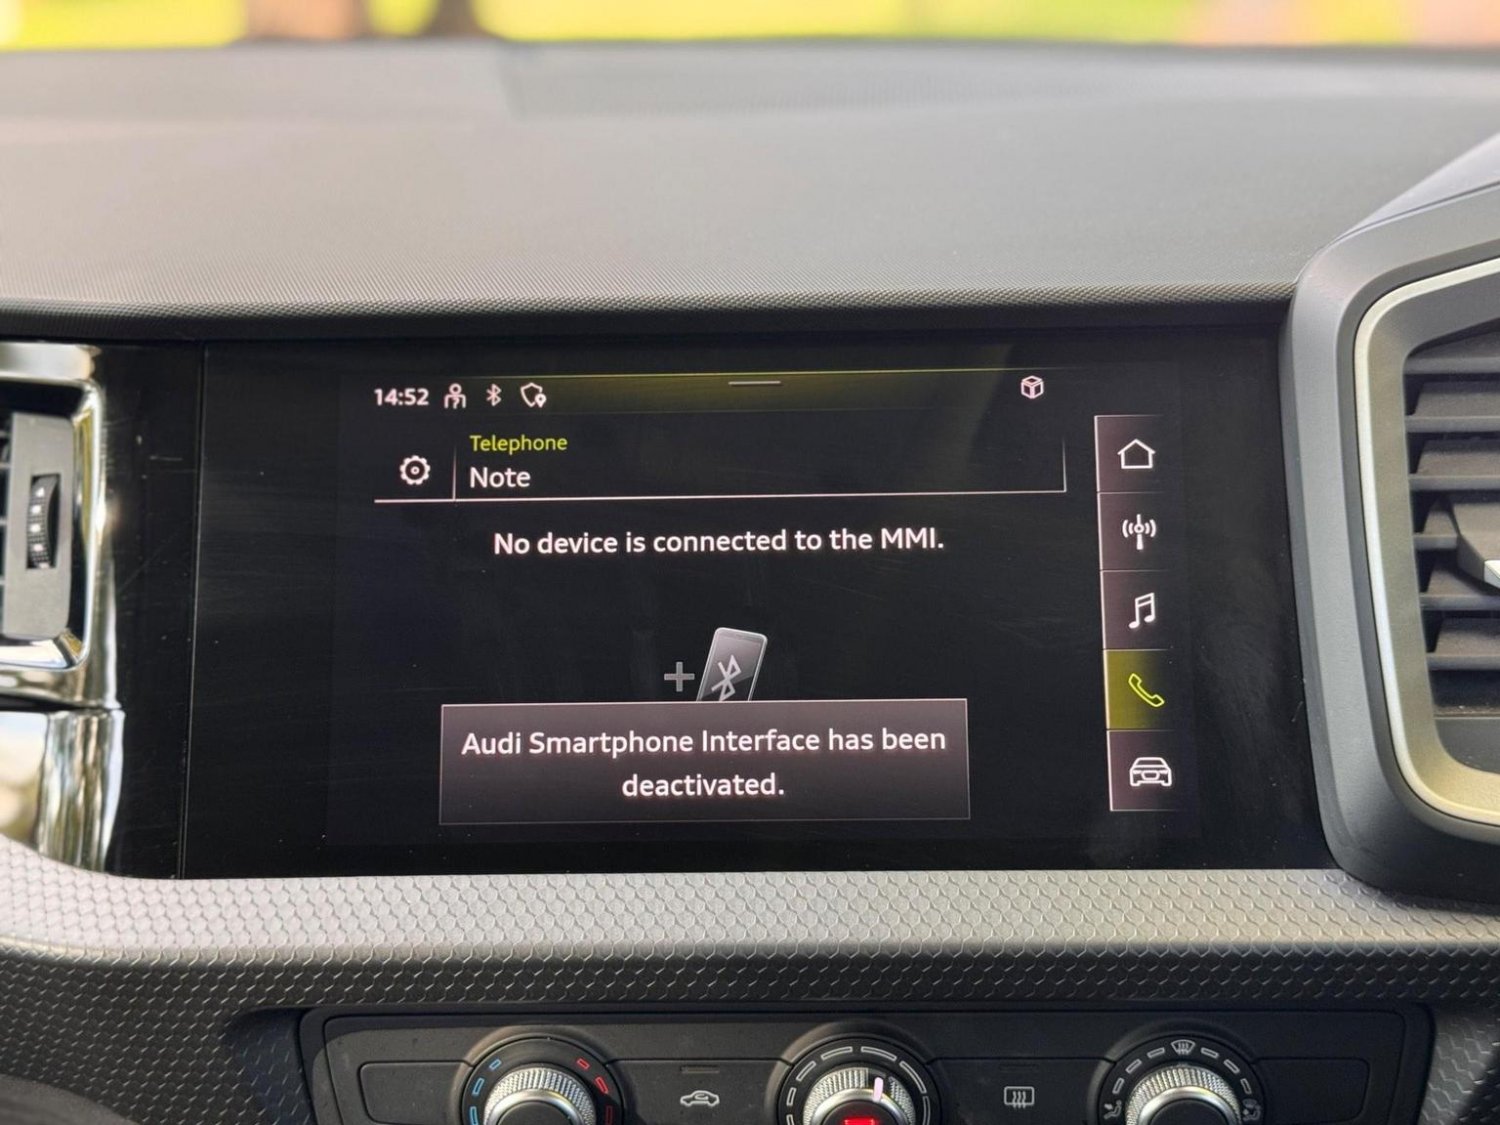 14:52
Telephone
Note
No device is connected to the MMI.
Audi Smartphone Interface has been
deactivated.